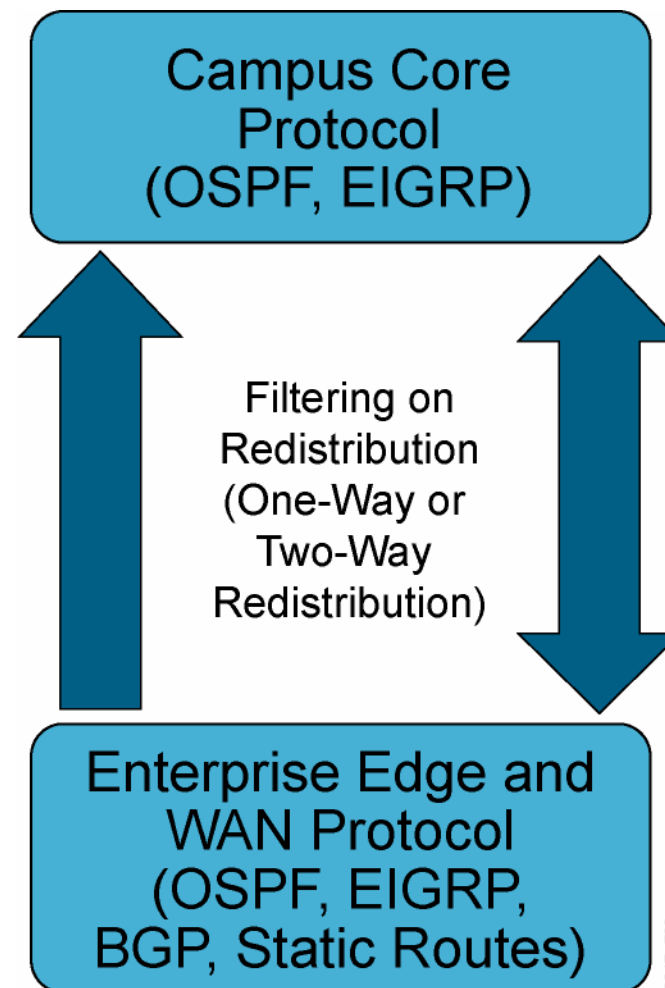 Campus Core
Protocol
(OSPF, EIGRP)
Filtering on
Redistribution
(One-Way or
Two-Way
Redistribution)
Enterprise Edge and
WAN Protocol
(OSPF, EIGRP,
BGP, Static Routes)